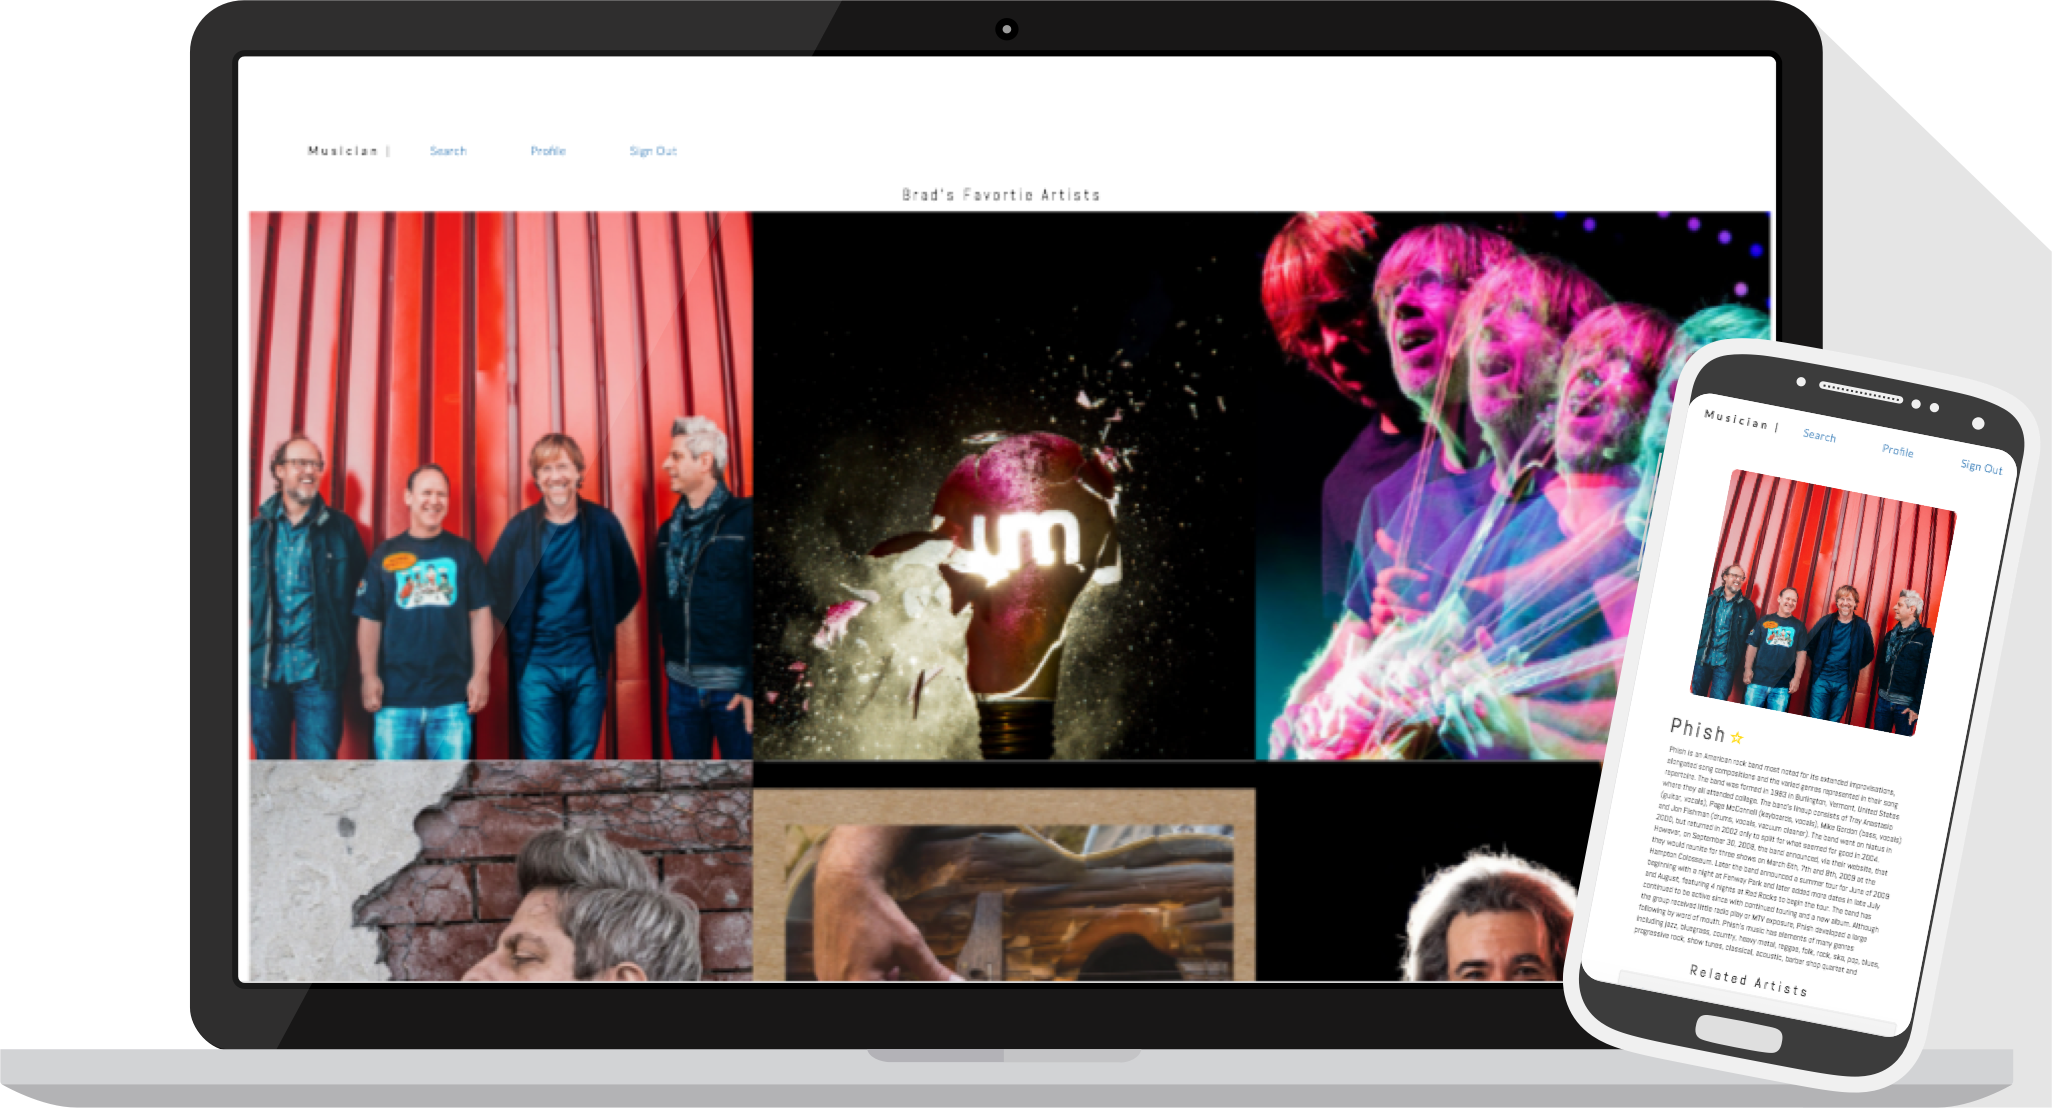 Musician |
Search
Profile
Sign Out
Brad's Favortie Artists
um
Musician |
Search
Profile
Sign Out
Phish
Phish is an American rock band most noted for its extended improvisations,
elongated song compositions and the varied genres represented in their song
repertoire. The band was formed in 1983 in Burlington, Vermont, United States
where they all attended college. The band's lineup consists of Trey Anastasio
(guitar, vocals), Page McConnell (keyboards, vocals), Mike Gordon (bass, vocals)
and Jon Fishman (drums, vocals, vacuum cleaner). The band went on hiatus in
2000, but returned in 2002 only to split for what seemed for good in 2004.
However, on September 30, 2008, the band announced, via their website, that
they would reunite for three shows on March 6th, 7th and 8th, 2009 at the
Hampton Colosseum. Later the band announced a summer tour for June of 2009
beginning with a night at Fenway Park and later added more dates in late July
and August, featuring 4 nights at Red Rocks to begin the tour. The band has
continued to be active since with continued touring and a new album. Although
the group received little radio play or MTV exposure, Phish developed a large
following by word of mouth. Phish's music has elements of many genres
including jazz, bluegrass, country, heavy metal, reggae, folk, rock, ska, pop, blues,
progressive rock, show tunes, classical, acoustic, barber shop quartet and
Related Artists